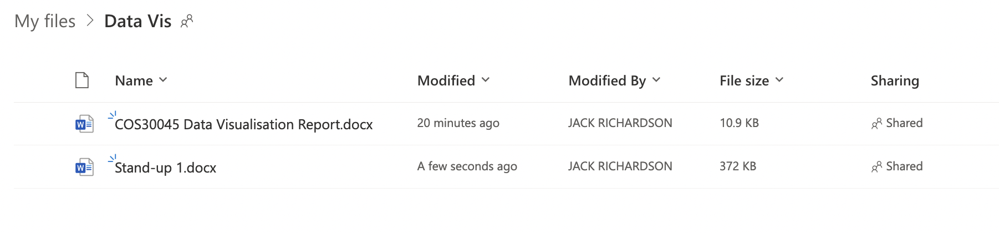 My files > Data Vis
Name Modified Modified By File size Sharing
COS30045 Data Visualisation Report.docx 20 minutes ago JACK RICHARDSON 10.9 KB Shared
Stand-up 1.docx A few seconds ago JACK RICHARDSON 372 KB Shared